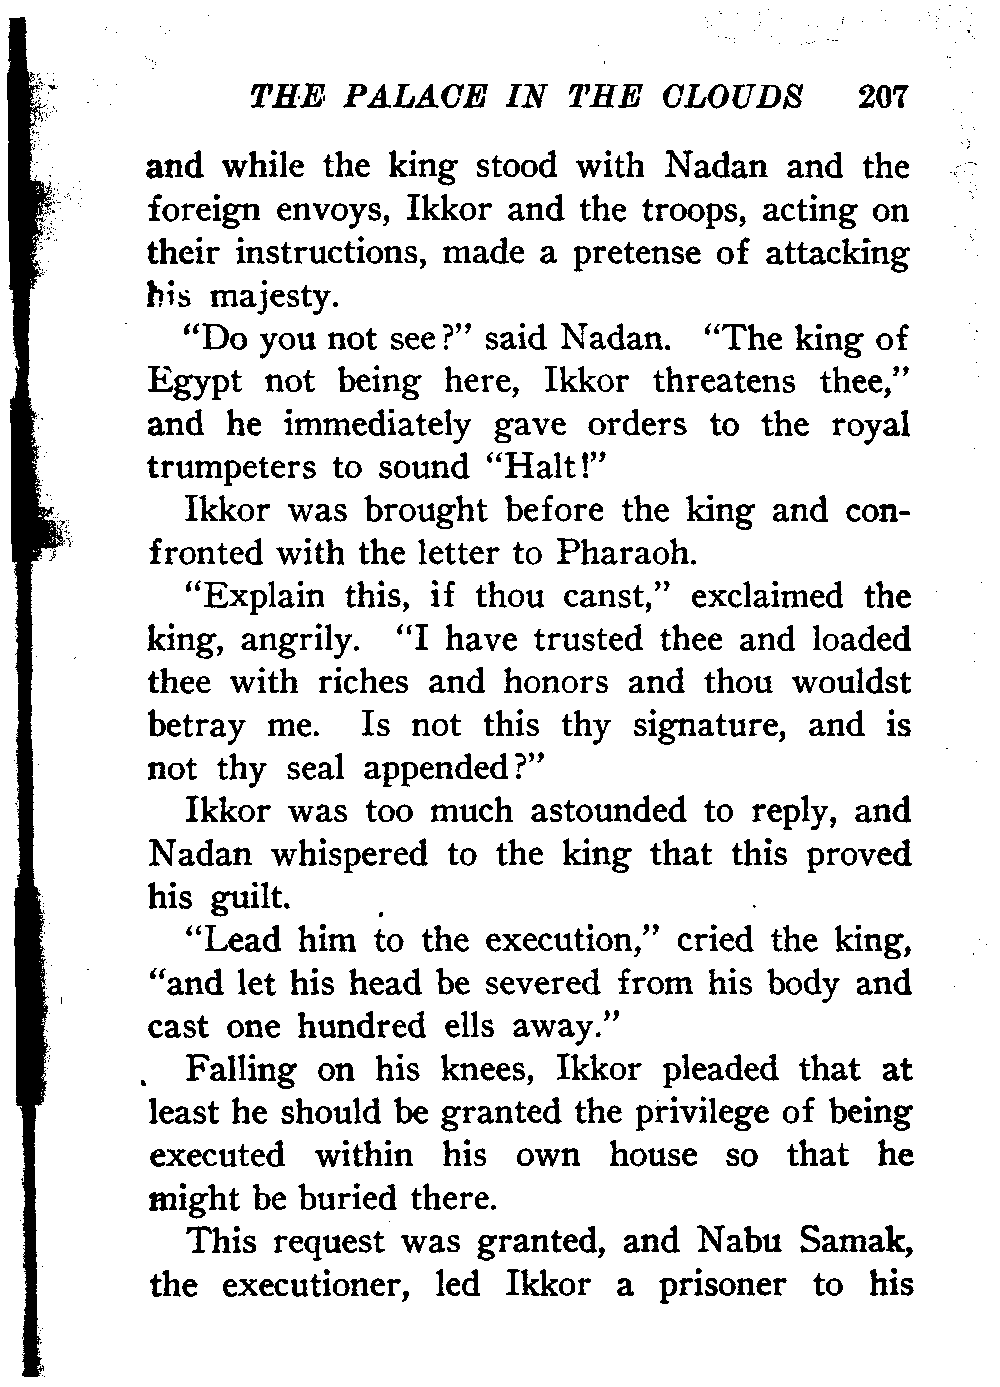 THE PALACE IN THE CLOUDS 207
and while the king stood with Nadan and the
foreign envoys, Ikkor and the troops, acting on
their instructions, made a pretense of attacking
his majesty.
"Do you not see?" said Nadan. "The king of
Egypt not being here, Ikkor threatens thee,"
and he immediately gave orders to the royal
trumpeters to sound "Halt!"
Ikkor was brought before the king and con-
fronted with the letter to Pharaoh.
"Explain this, if thou canst," exclaimed the
king, angrily. "I have trusted thee and loaded
thee with riches and honors and thou wouldst
betray me. Is not this thy signature, and is
not thy seal appended?"
Ikkor was too much astounded to reply, and
Nadan whispered to the king that this proved
his guilt.
"Lead him to the execution," cried the king,
"and let his head be severed from his body and
cast one hundred ells away."
Falling on his knees, Ikkor pleaded that at
least he should be granted the privilege of being
executed within his own house so that he
might be buried there.
This request was granted, and Nabu Samak,
the executioner, led Ikkor a prisoner to his